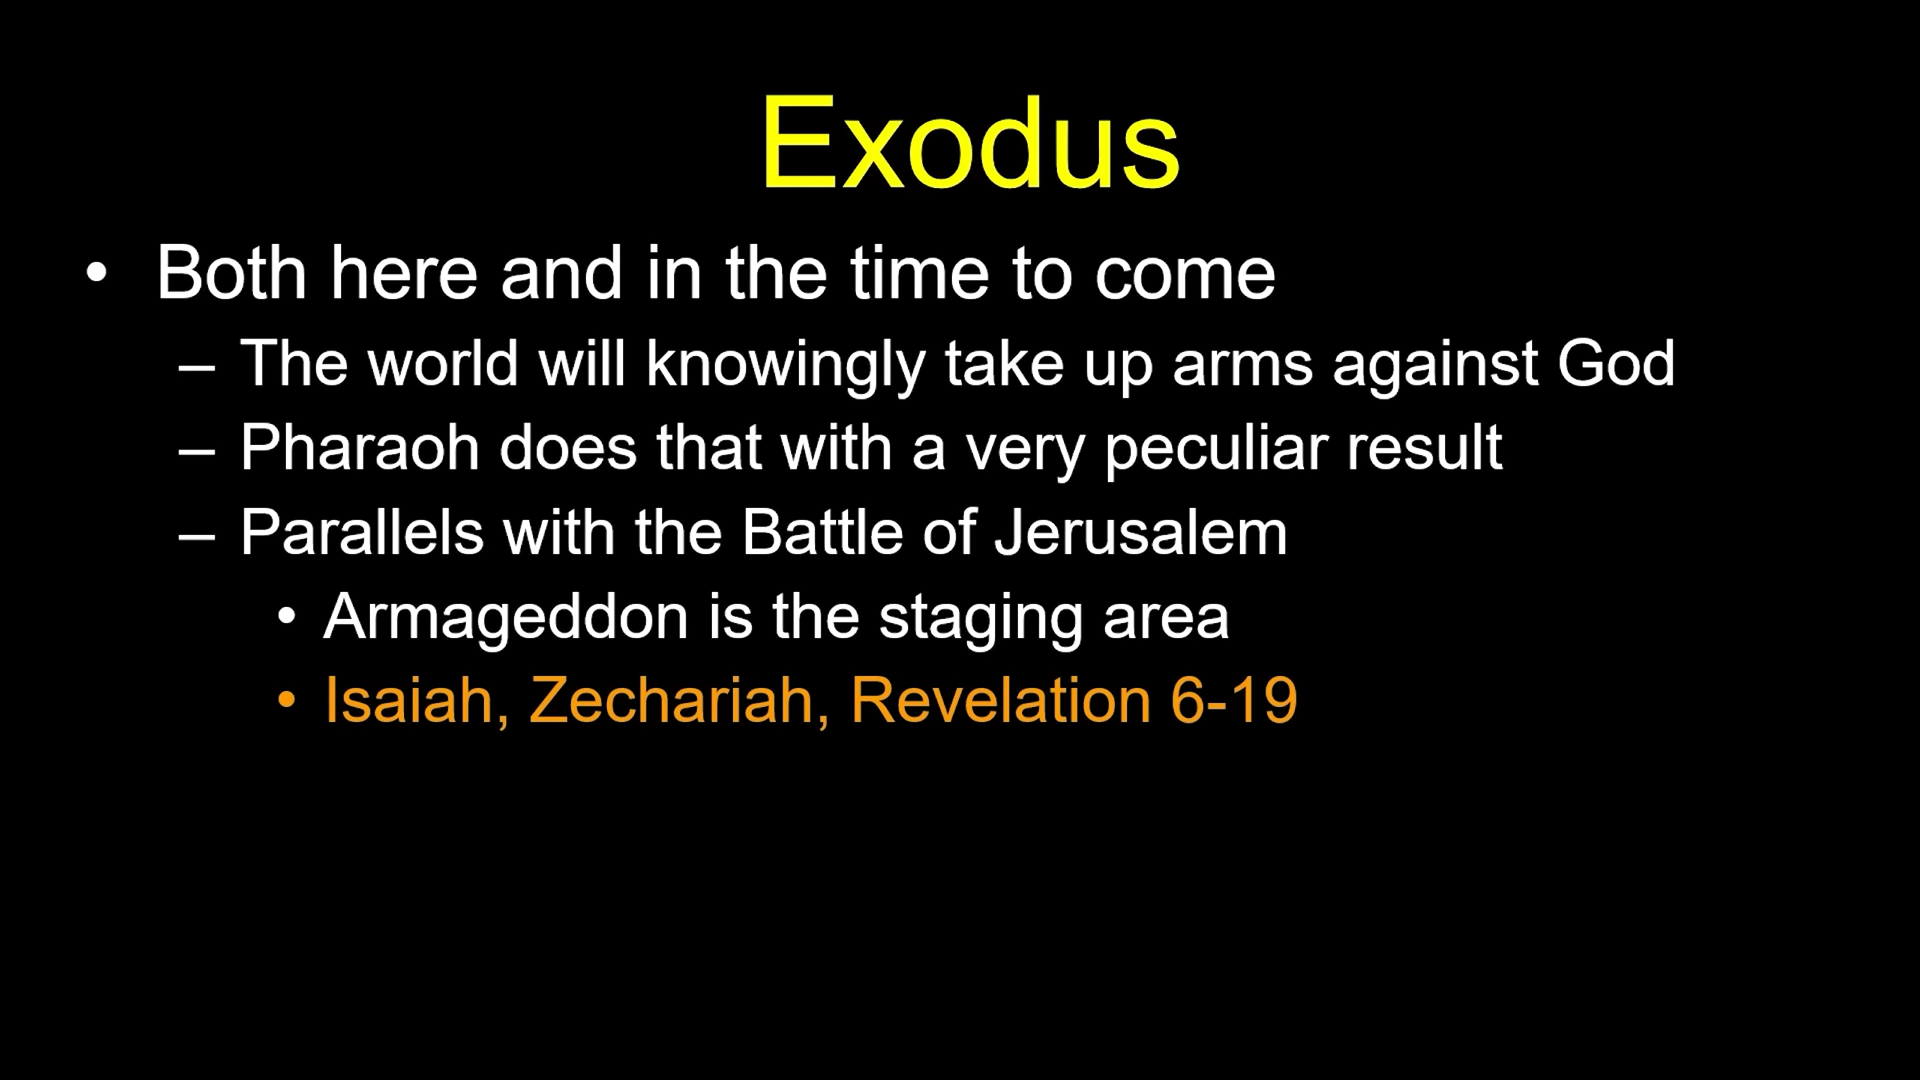 Exodus
• Both here and in the time to come
– The world will knowingly take up arms against God
– Pharaoh does that with a very peculiar result
– Parallels with the Battle of Jerusalem
• Armageddon is the staging area
• Isaiah, Zechariah, Revelation 6-19